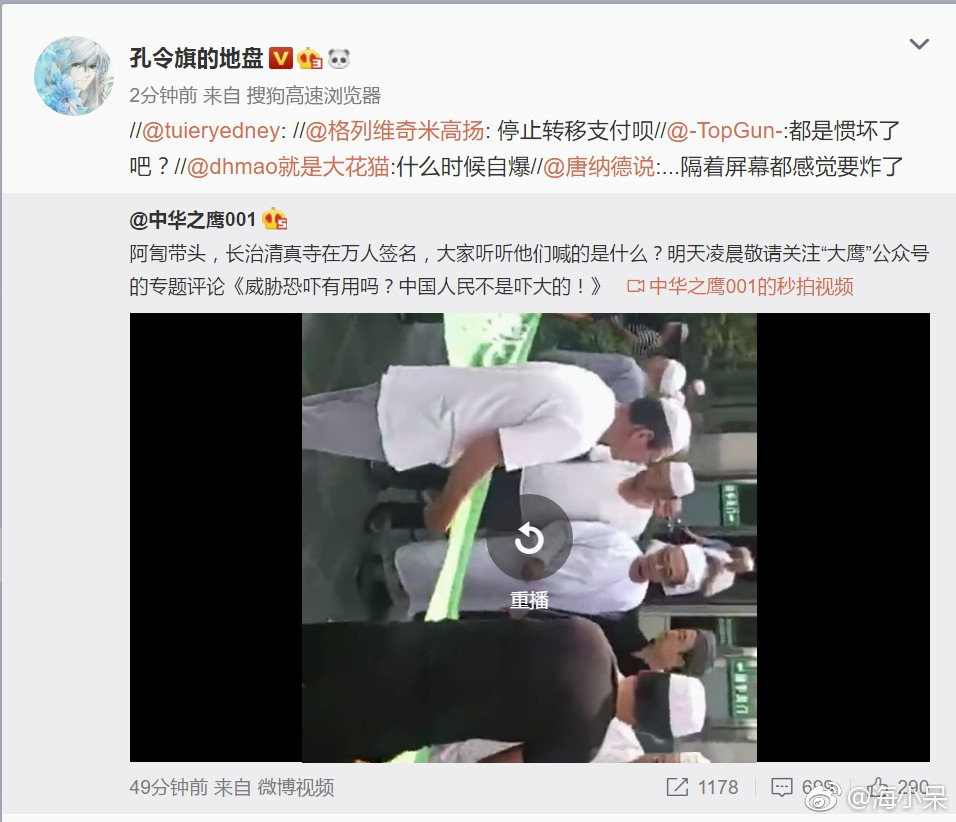 孔令旗的地盘
2分钟前 来自 搜狗高速浏览器
//@tuieryedney: //@格列维奇米高扬: 停止转移支付呗//@-TopGun-:都是惯坏了
吧？//@dhmao就是大花猫:什么时候自爆//@唐纳德说:...隔着屏幕都感觉要炸了
@中华之鹰001
阿訇带头，长治清真寺在万人签名，大家听听他们喊的是什么？明天凌晨敬请关注“大鹰”公众号
的专题评论《威胁恐吓有用吗？中国人民不是吓大的！》 中华之鹰001的秒拍视频
重播
49分钟前 来自 微博视频 1178 290
@海小呆